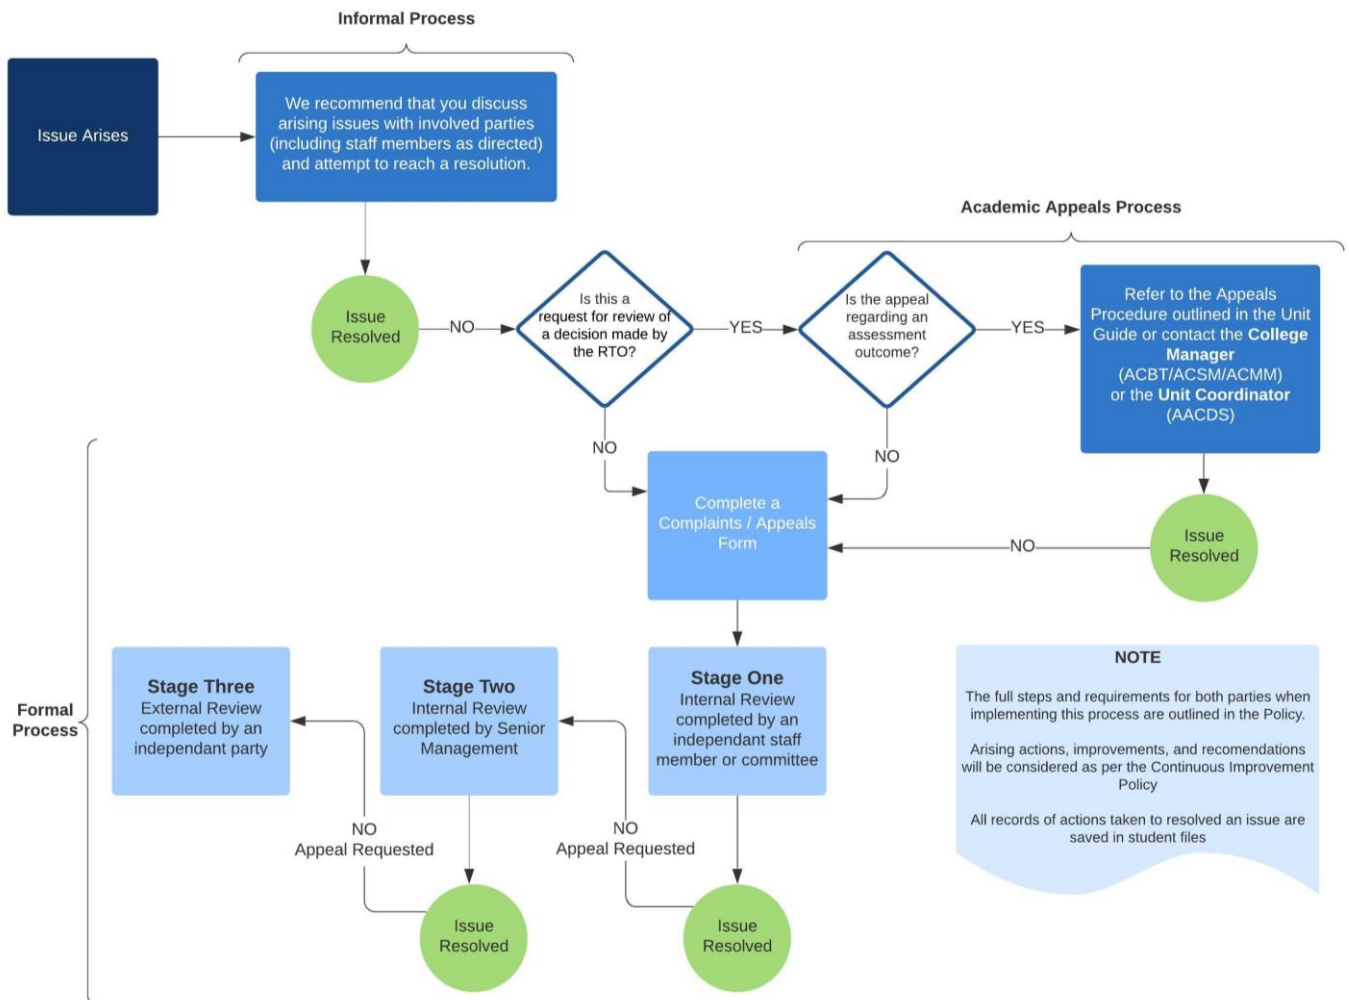 Informal Process
Issue Arises
We recommend that you discuss
arising issues with involved parties
(including staff members as directed)
and attempt to reach a resolution.
Academic Appeals Process
Issue
Resolved
NO
Is this a
request for review of
a decision made by
the RTO?
YES
Is the appeal
regarding an
assessment
outcome?
YES
Refer to the Appeals
Procedure outlined in the Unit
Guide or contact the College
Manager
(ACBT/ACSM/ACMM)
or the Unit Coordinator
(AACDS)
NO
NO
Complete a
Complaints / Appeals
Form
NO
Issue
Resolved
Formal
Process
Stage Three
External Review
completed by an
independant party
Stage Two
Internal Review
completed by Senior
Management
Stage One
Internal Review
completed by an
independant staff
member or committee
NO
Appeal Requested
NO
Appeal Requested
Issue
Resolved
Issue
Resolved
NOTE
The full steps and requirements for both parties when
implementing this process are outlined in the Policy.
Arising actions, improvements, and recomendations
will be considered as per the Continuous Improvement
Policy
All records of actions taken to resolved an issue are
saved in student files